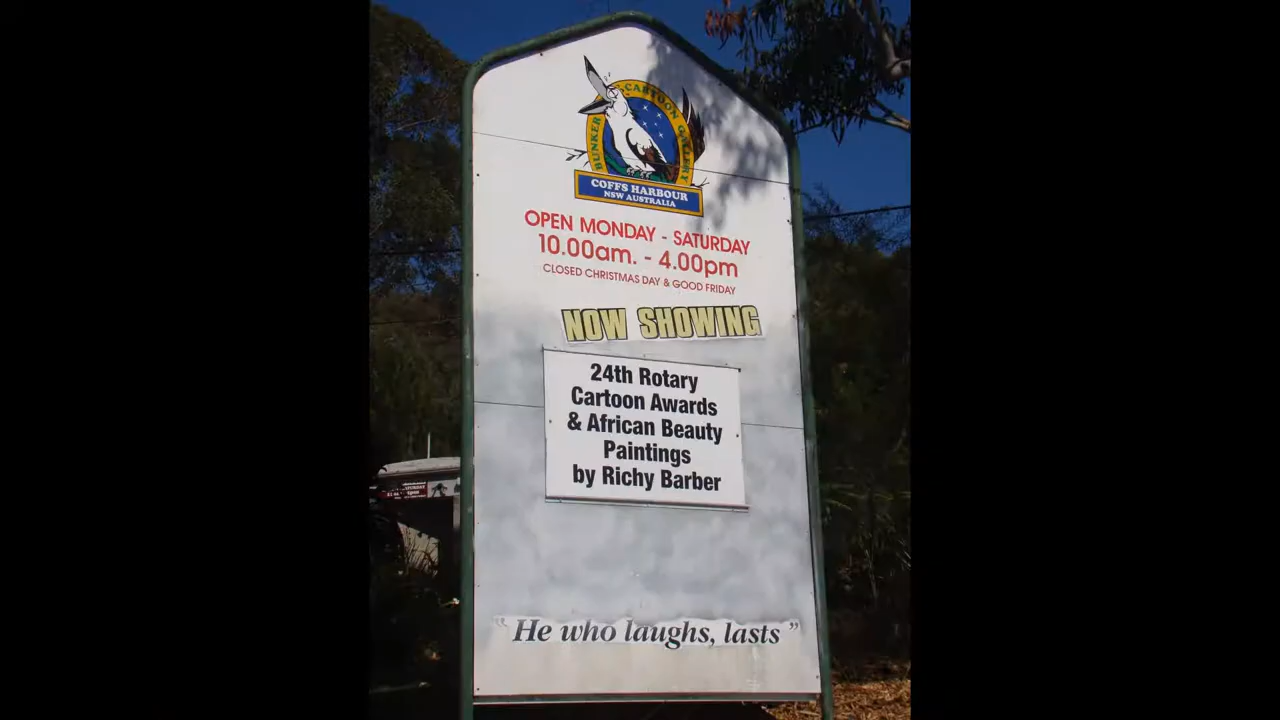 BUNKER CARTOON GALLERY
COFFS HARBOUR
NSW AUSTRALIA
OPEN MONDAY - SATURDAY
10.00am. - 4.00pm
CLOSED CHRISTMAS DAY & GOOD FRIDAY
NOW SHOWING
24th Rotary
Cartoon Awards
& African Beauty
Paintings
by Richy Barber
"He who laughs, lasts"